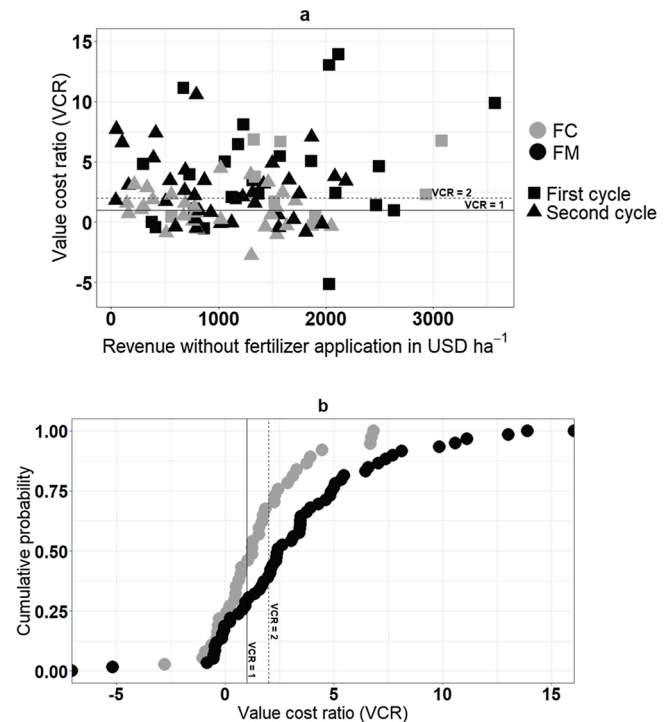 a
15
10
5
0
-5
Value cost ratio (VCR)
VCR = 2
VCR = 1
0 1000 2000 3000
Revenue without fertilizer application in USD ha⁻¹
FC
FM
First cycle
Second cycle
b
1.00
0.75
0.50
0.25
0.00
Cumulative probability
VCR = 1
VCR = 2
-5 0 5 10 15
Value cost ratio (VCR)